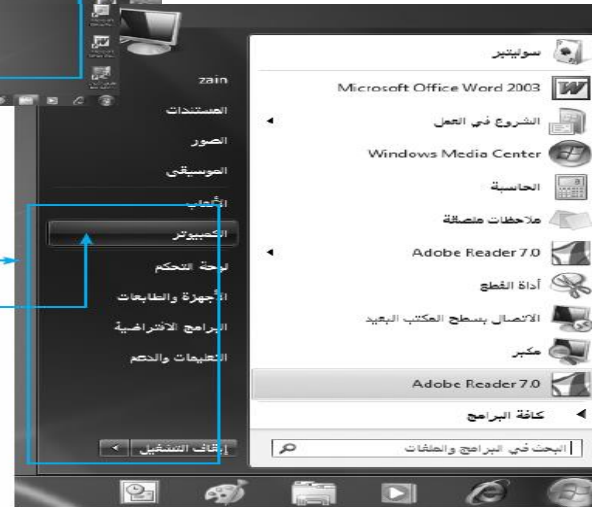 سوليتير
Microsoft Office Word 2003
الشروع في العمل
Windows Media Center
الحاسبة
ملاحظات ملصقة
Adobe Reader 7.0
أداة القطع
الاتصال بسطح المكتب البعيد
مكبر
Adobe Reader 7.0
كافة البرامج
البحث في البرامج والملفات
zain
المستندات
الصور
الموسيقى
الألعاب
الكمبيوتر
لوحة التحكم
الأجهزة والطابعات
البرامج الافتراضية
التعليمات والدعم
إيقاف التشغيل